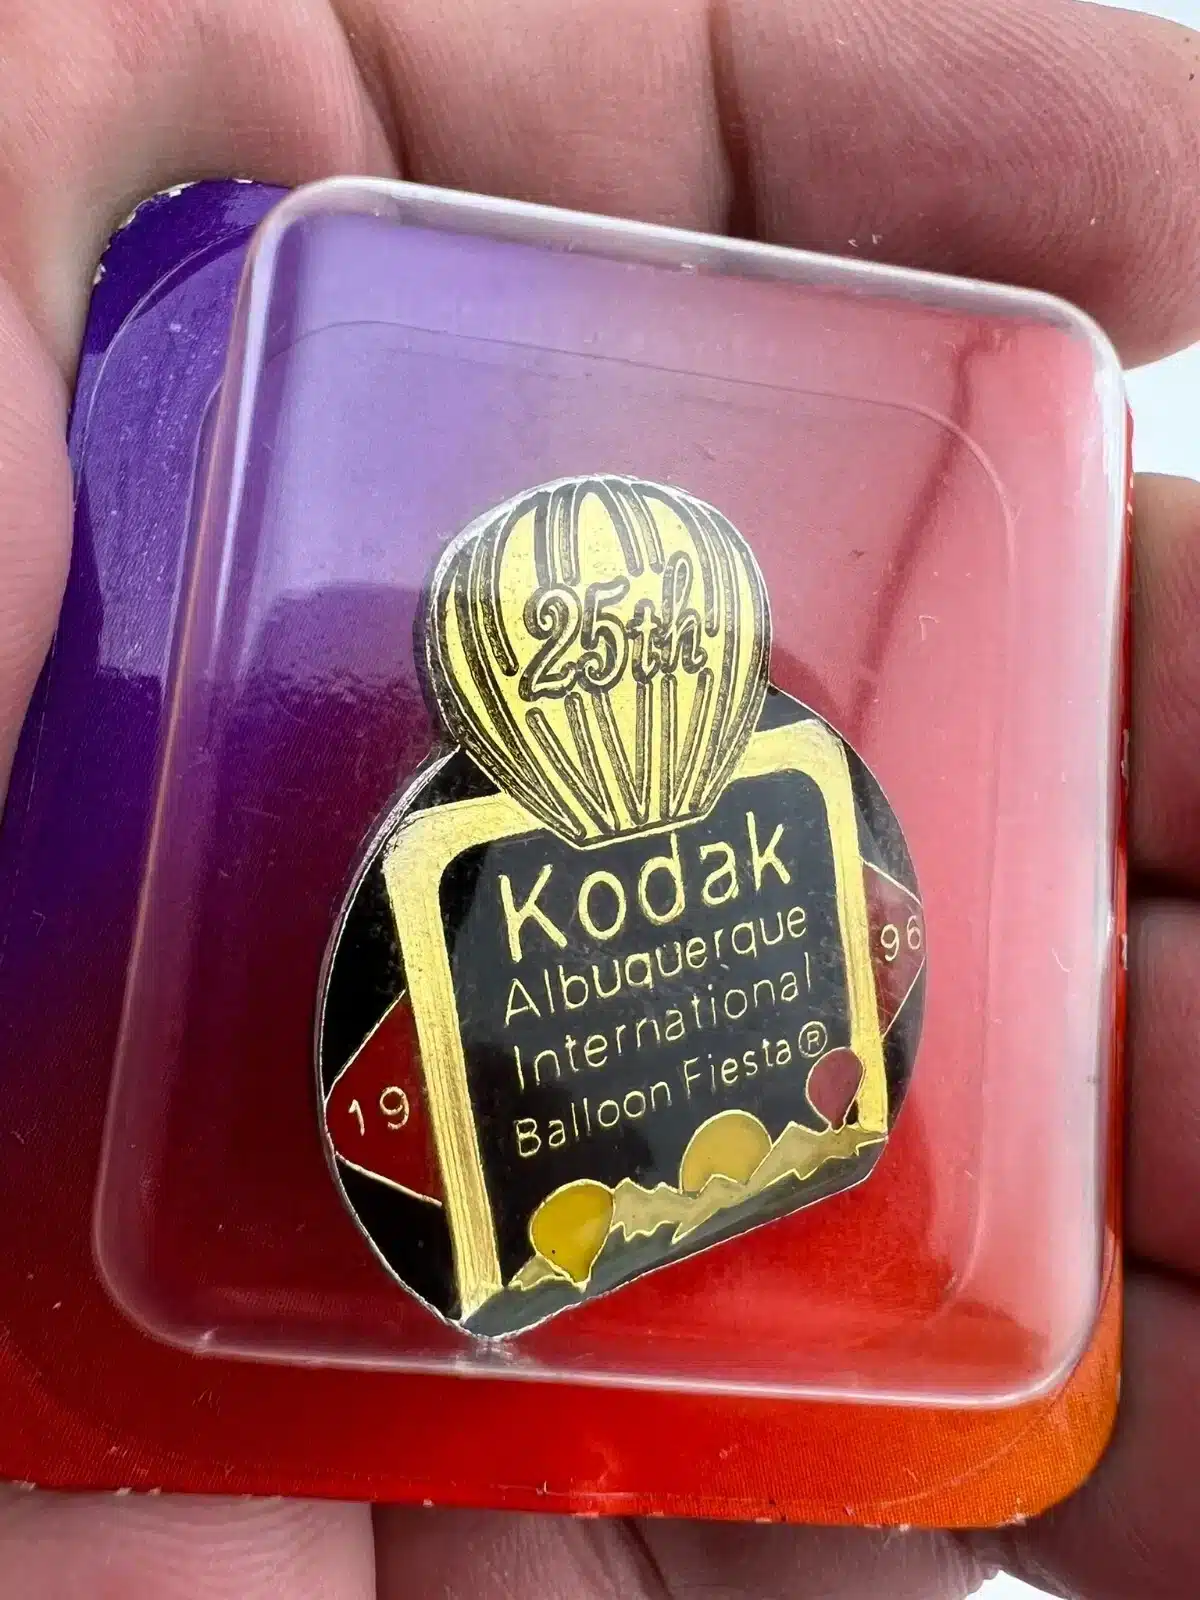 25th
Kodak
Albuquerque
International
Balloon Fiesta®
19 96